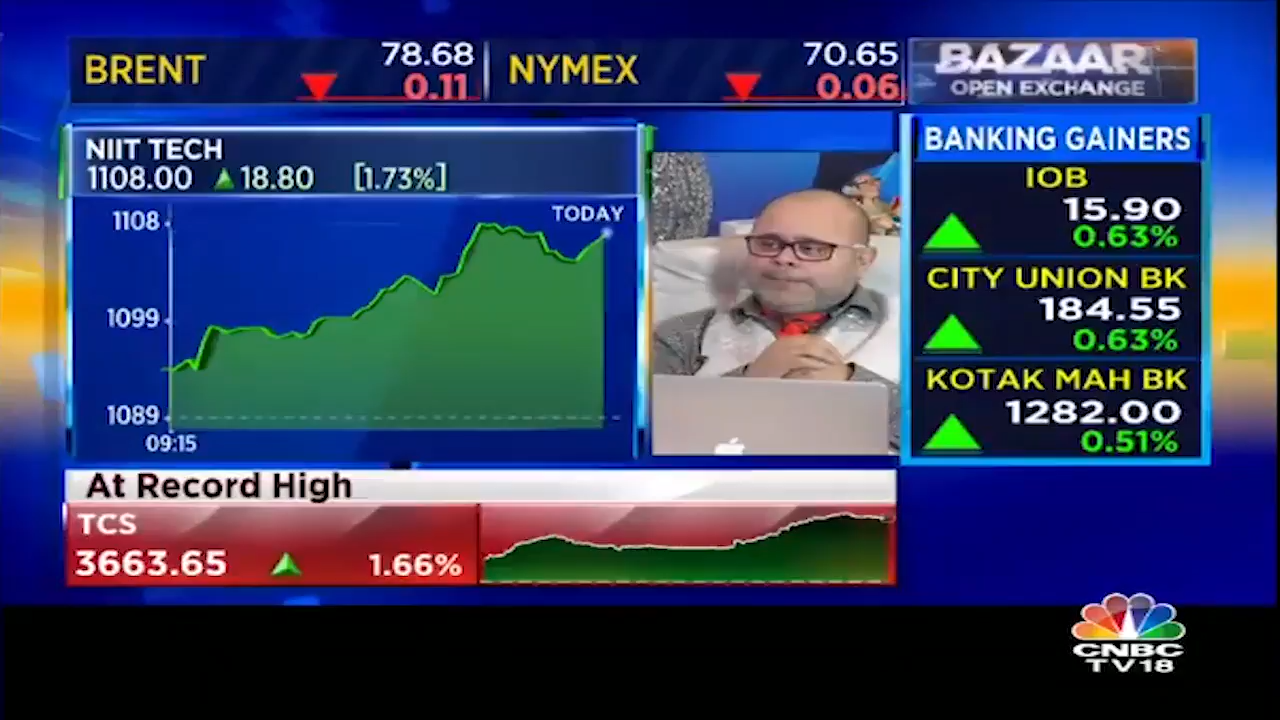 BRENT 78.68
0.11
NYMEX 70.65
0.06
BAZAAR
OPEN EXCHANGE
NIIT TECH
1108.00 18.80 [1.73%]
TODAY
1108
1099
1089
09:15
BANKING GAINERS
IOB
15.90
0.63%
CITY UNION BK
184.55
0.63%
KOTAK MAH BK
1282.00
0.51%
At Record High
TCS
3663.65 1.66%
CNBC
TV18